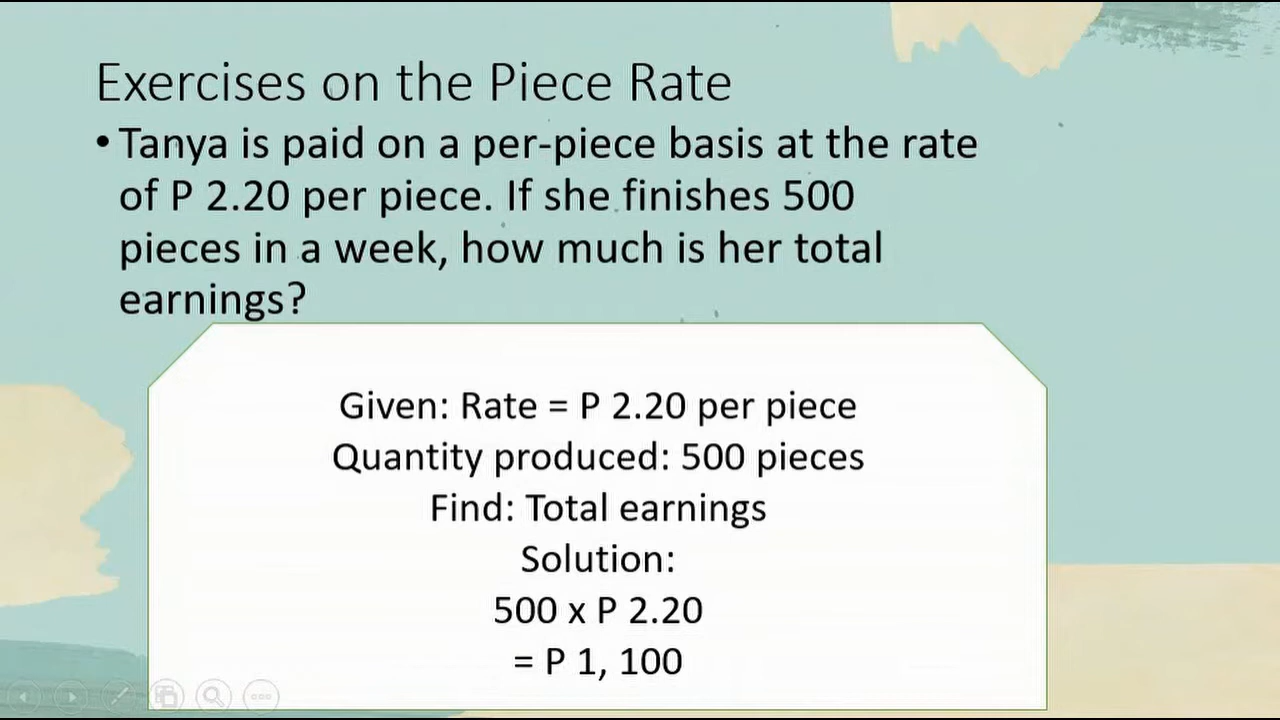 Exercises on the Piece Rate
• Tanya is paid on a per-piece basis at the rate
of P 2.20 per piece. If she finishes 500
pieces in a week, how much is her total
earnings?
Given: Rate = P 2.20 per piece
Quantity produced: 500 pieces
Find: Total earnings
Solution:
500 x P 2.20
= P 1, 100